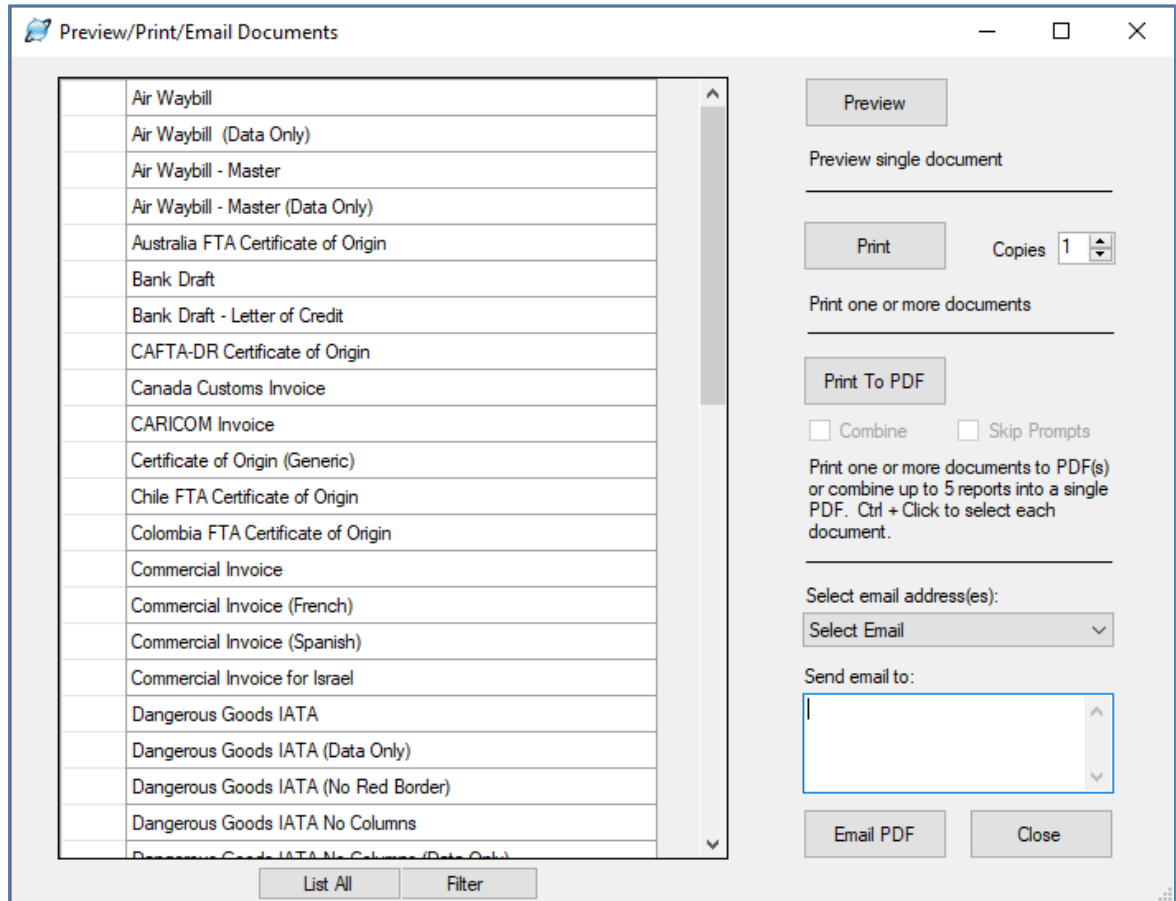 Preview/Print/Email Documents
Air Waybill
Air Waybill  (Data Only)
Air Waybill - Master
Air Waybill - Master (Data Only)
Australia FTA Certificate of Origin
Bank Draft
Bank Draft - Letter of Credit
CAFTA-DR Certificate of Origin
Canada Customs Invoice
CARICOM Invoice
Certificate of Origin (Generic)
Chile FTA Certificate of Origin
Colombia FTA Certificate of Origin
Commercial Invoice
Commercial Invoice (French)
Commercial Invoice (Spanish)
Commercial Invoice for Israel
Dangerous Goods IATA
Dangerous Goods IATA (Data Only)
Dangerous Goods IATA (No Red Border)
Dangerous Goods IATA No Columns
Dangerous Goods IATA No Columns (Data Only)
List All
Filter
Preview
Preview single document
Print
Copies 1
Print one or more documents
Print To PDF
Combine
Skip Prompts
Print one or more documents to PDF(s)
or combine up to 5 reports into a single
PDF.  Ctrl + Click to select each
document.
Select email address(es):
Select Email
Send email to:
Email PDF
Close